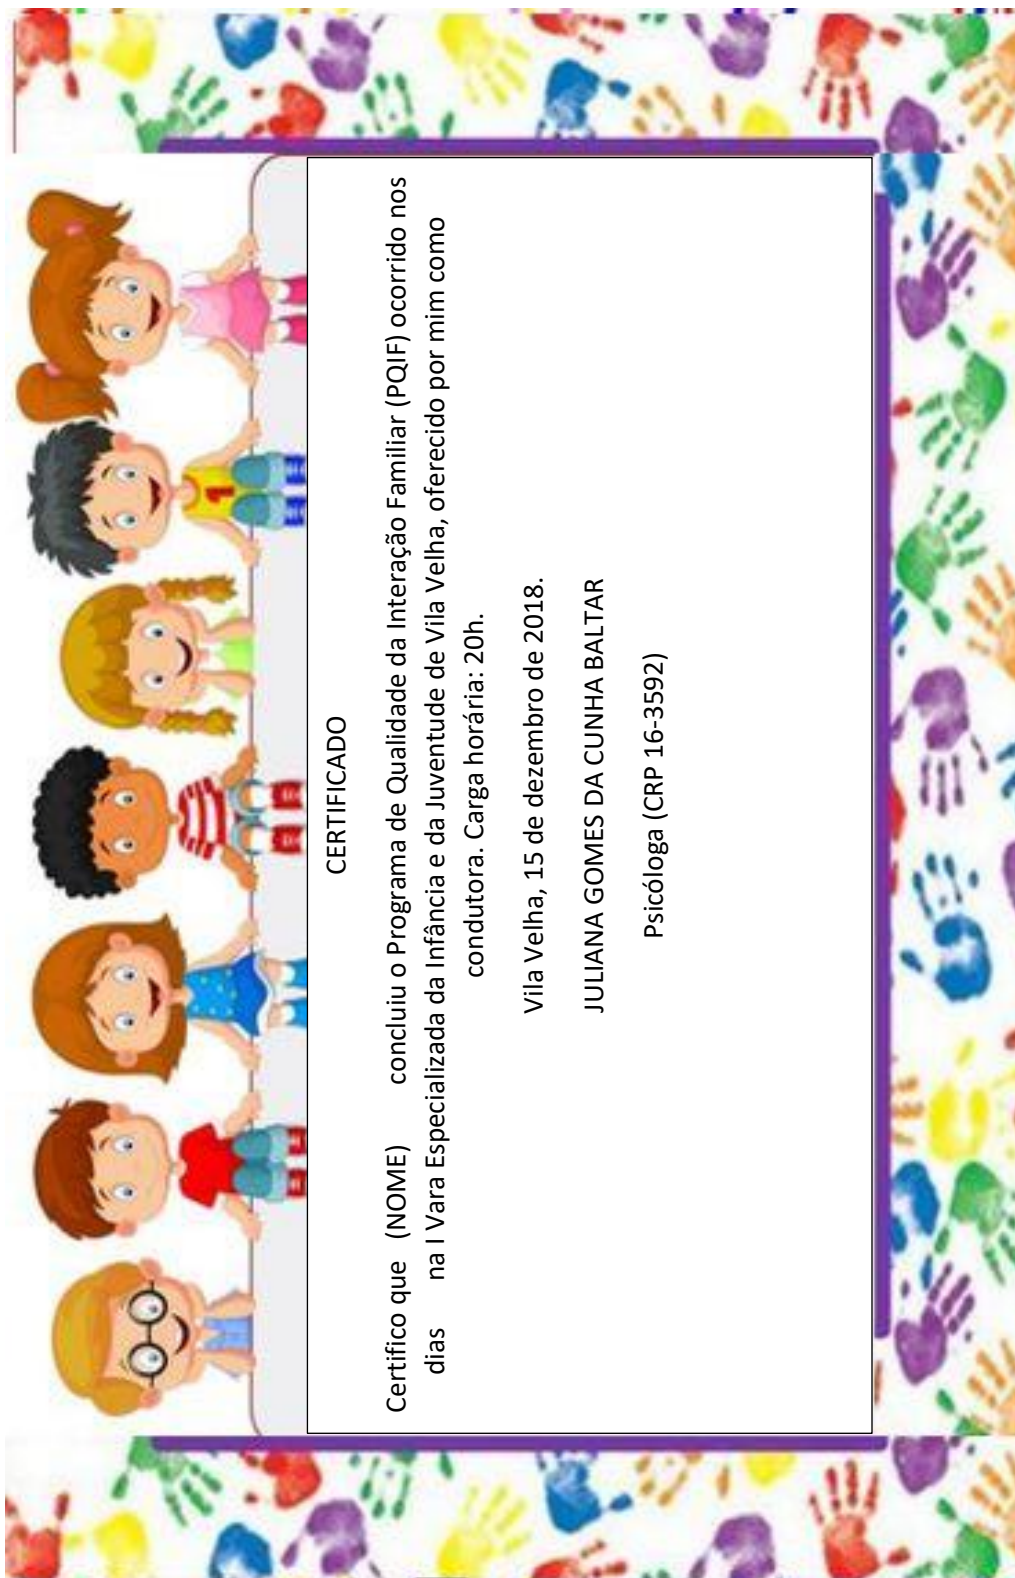 CERTIFICADO
Certifico que (NOME) concluiu o Programa de Qualidade da Interação Familiar (PQIF) ocorrido nos
dias na I Vara Especializada da Infância e da Juventude de Vila Velha, oferecido por mim como
condutora. Carga horária: 20h.
Vila Velha, 15 de dezembro de 2018.
JULIANA GOMES DA CUNHA BALTAR
Psicóloga (CRP 16-3592)
1